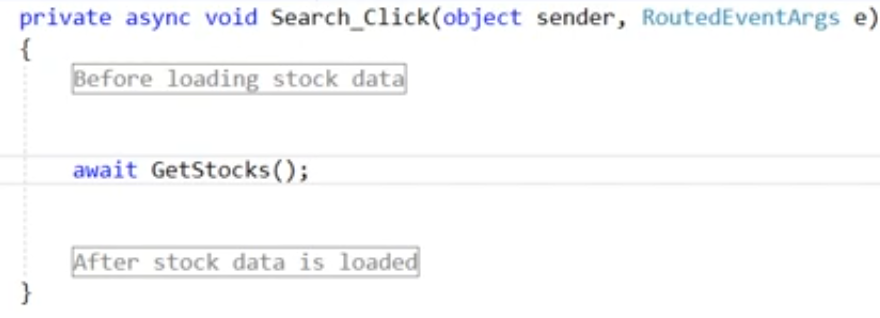 private async void Search_Click(object sender, RoutedEventArgs e)
{
Before loading stock data
await GetStocks();
After stock data is loaded
}